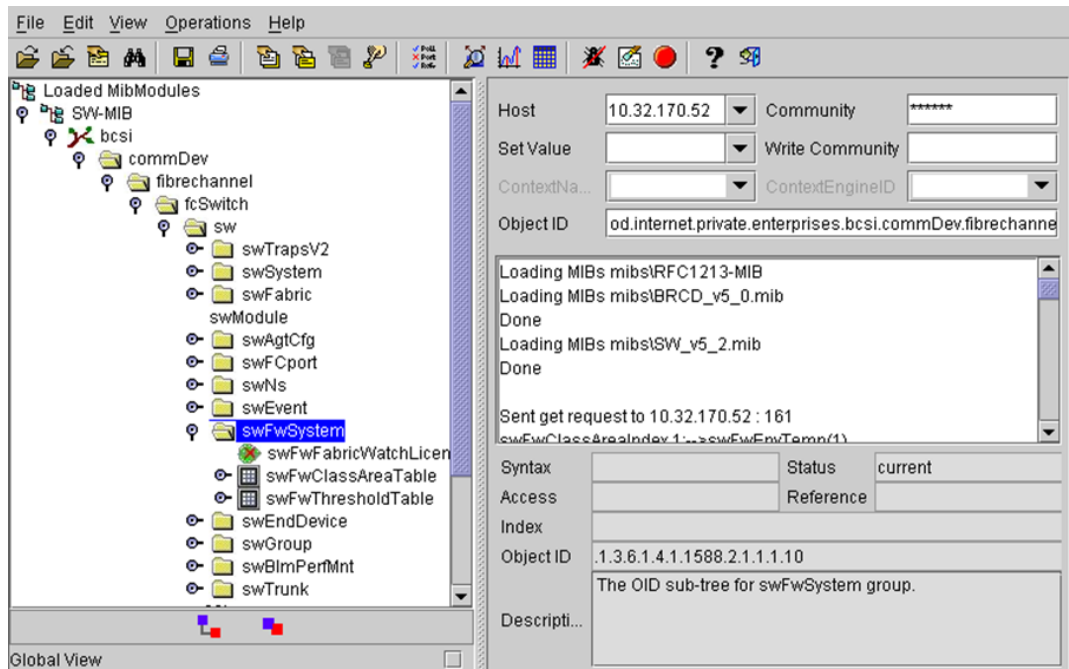 File Edit View Operations Help
Loaded MibModules
SW-MIB
bcsi
commDev
fibrechannel
fcSwitch
sw
swTrapsV2
swSystem
swFabric
swModule
swAgtCfg
swFCport
swNs
swEvent
swFwSystem
swFwFabricWatchLicen
swFwClassAreaTable
swFwThresholdTable
swEndDevice
swGroup
swBlmPerfMnt
swTrunk
Global View
Host 10.32.170.52 Community ******
Set Value Write Community
ContextNa... ContextEngineID
Object ID od.internet.private.enterprises.bcsi.commDev.fibrechanne
Loading MIBs mibs\RFC1213-MIB
Loading MIBs mibs\BRCD_v5_0.mib
Done
Loading MIBs mibs\SW_v5_2.mib
Done
Sent get request to 10.32.170.52 : 161
swFwClassAreaIndex.1:-->swFwEnvTemp(1)
Syntax Status current
Access Reference
Index
Object ID .1.3.6.1.4.1.1588.2.1.1.1.10
Descripti... The OID sub-tree for swFwSystem group.